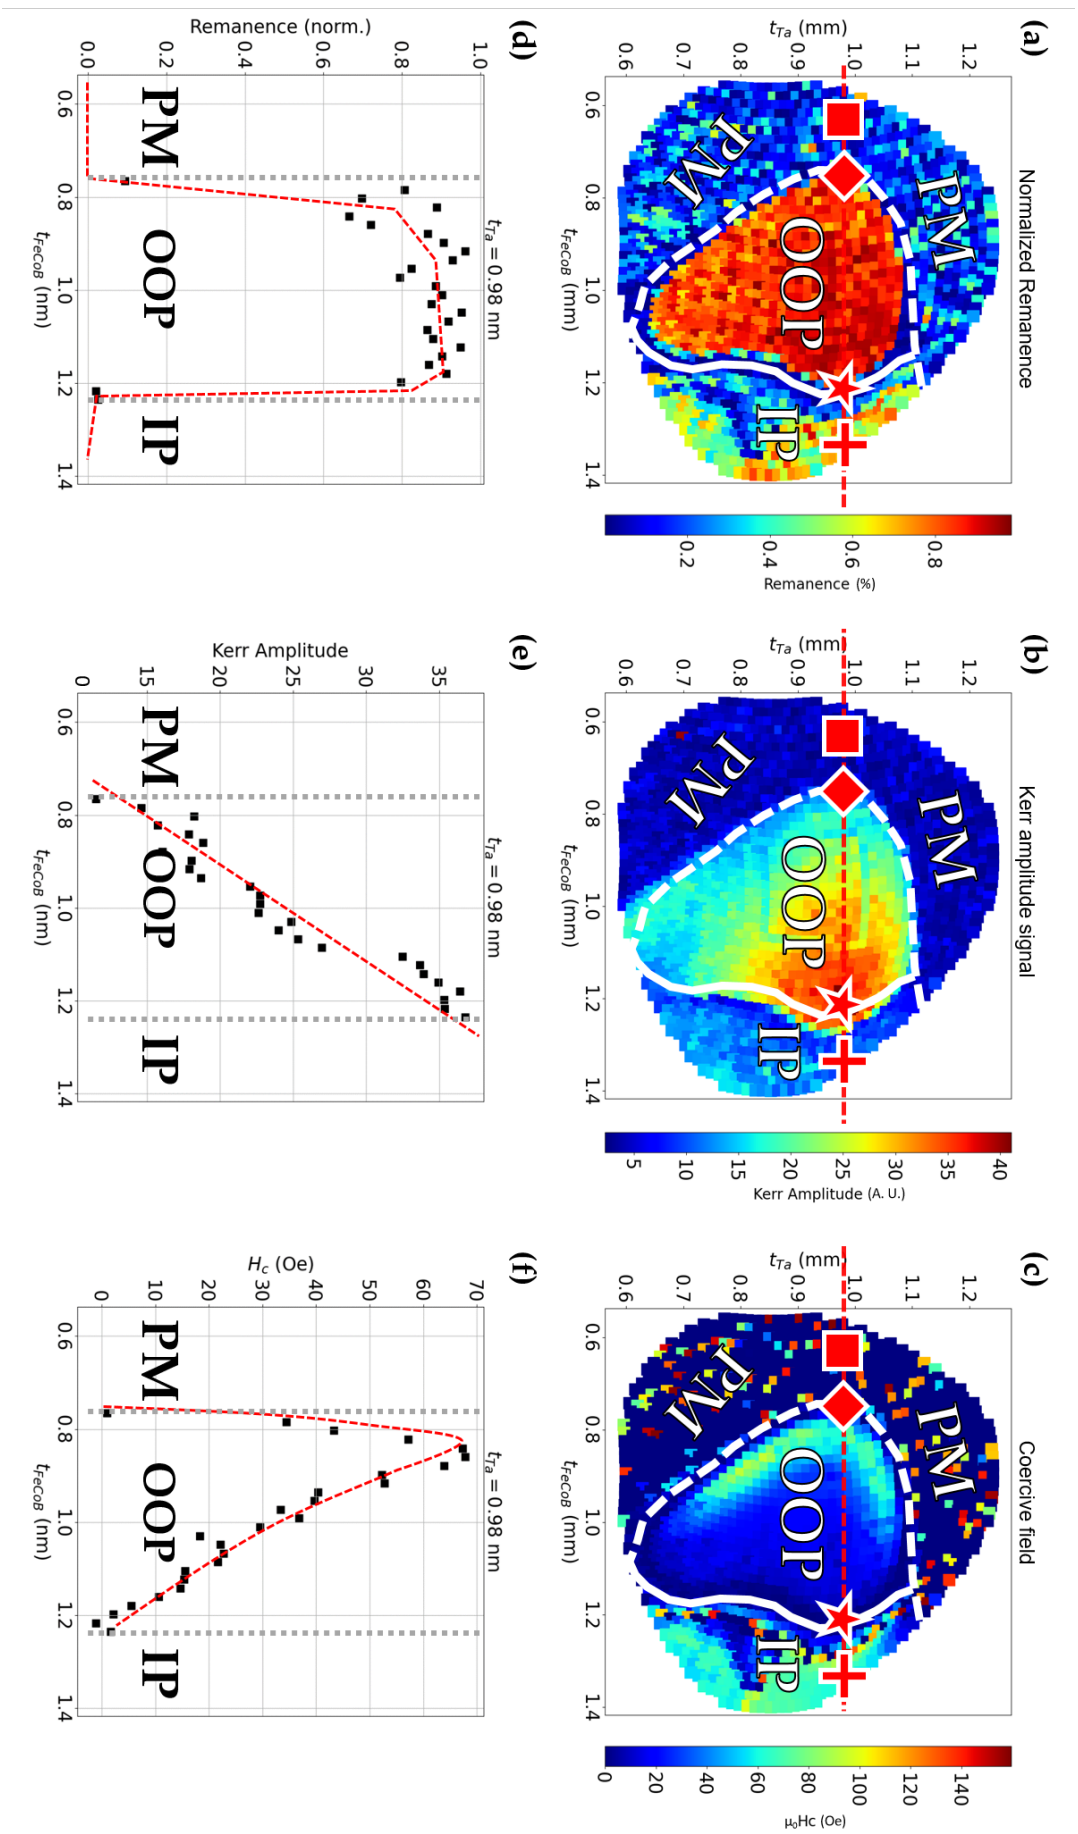 (a)
Normalized Remanence
t_Ta (mm)
0.6 0.7 0.8 0.9 1.0 1.1 1.2
PM
PM
OOP
IP
0.6 1.0 1.2 1.4
t_FeCoB (mm)
0.2 0.4 0.6 0.8
Remanence (%)
(b)
Kerr amplitude signal
t_Ta (mm)
0.6 0.7 0.8 0.9 1.0 1.1 1.2
PM
PM
OOP
IP
0.6 0.8 1.0 1.2 1.4
t_FeCoB (mm)
5 10 15 20 25 30 35 40
Kerr Amplitude (A. U.)
(c)
Coercive field
t_Ta (mm)
0.6 0.7 0.8 0.9 1.0 1.1 1.2
PM
PM
OOP
IP
0.6 0.8 1.0 1.2 1.4
t_FeCoB (mm)
0 20 40 60 80 100 120 140
μ₀Hc (Oe)
(d)
t_Ta = 0.98 nm
Remanence (norm.)
0.0 0.2 0.4 0.6 0.8 1.0
PM OOP IP
0.6 0.8 1.0 1.2 1.4
t_FeCoB (nm)
(e)
t_Ta = 0.98 nm
Kerr Amplitude
0 15 20 25 30 35
PM OOP IP
0.6 0.8 1.0 1.2 1.4
t_FeCoB (nm)
(f)
t_Ta = 0.98 nm
H_c (Oe)
0 10 20 30 40 50 60 70
PM OOP IP
0.6 0.8 1.0 1.2 1.4
t_FeCoB (nm)